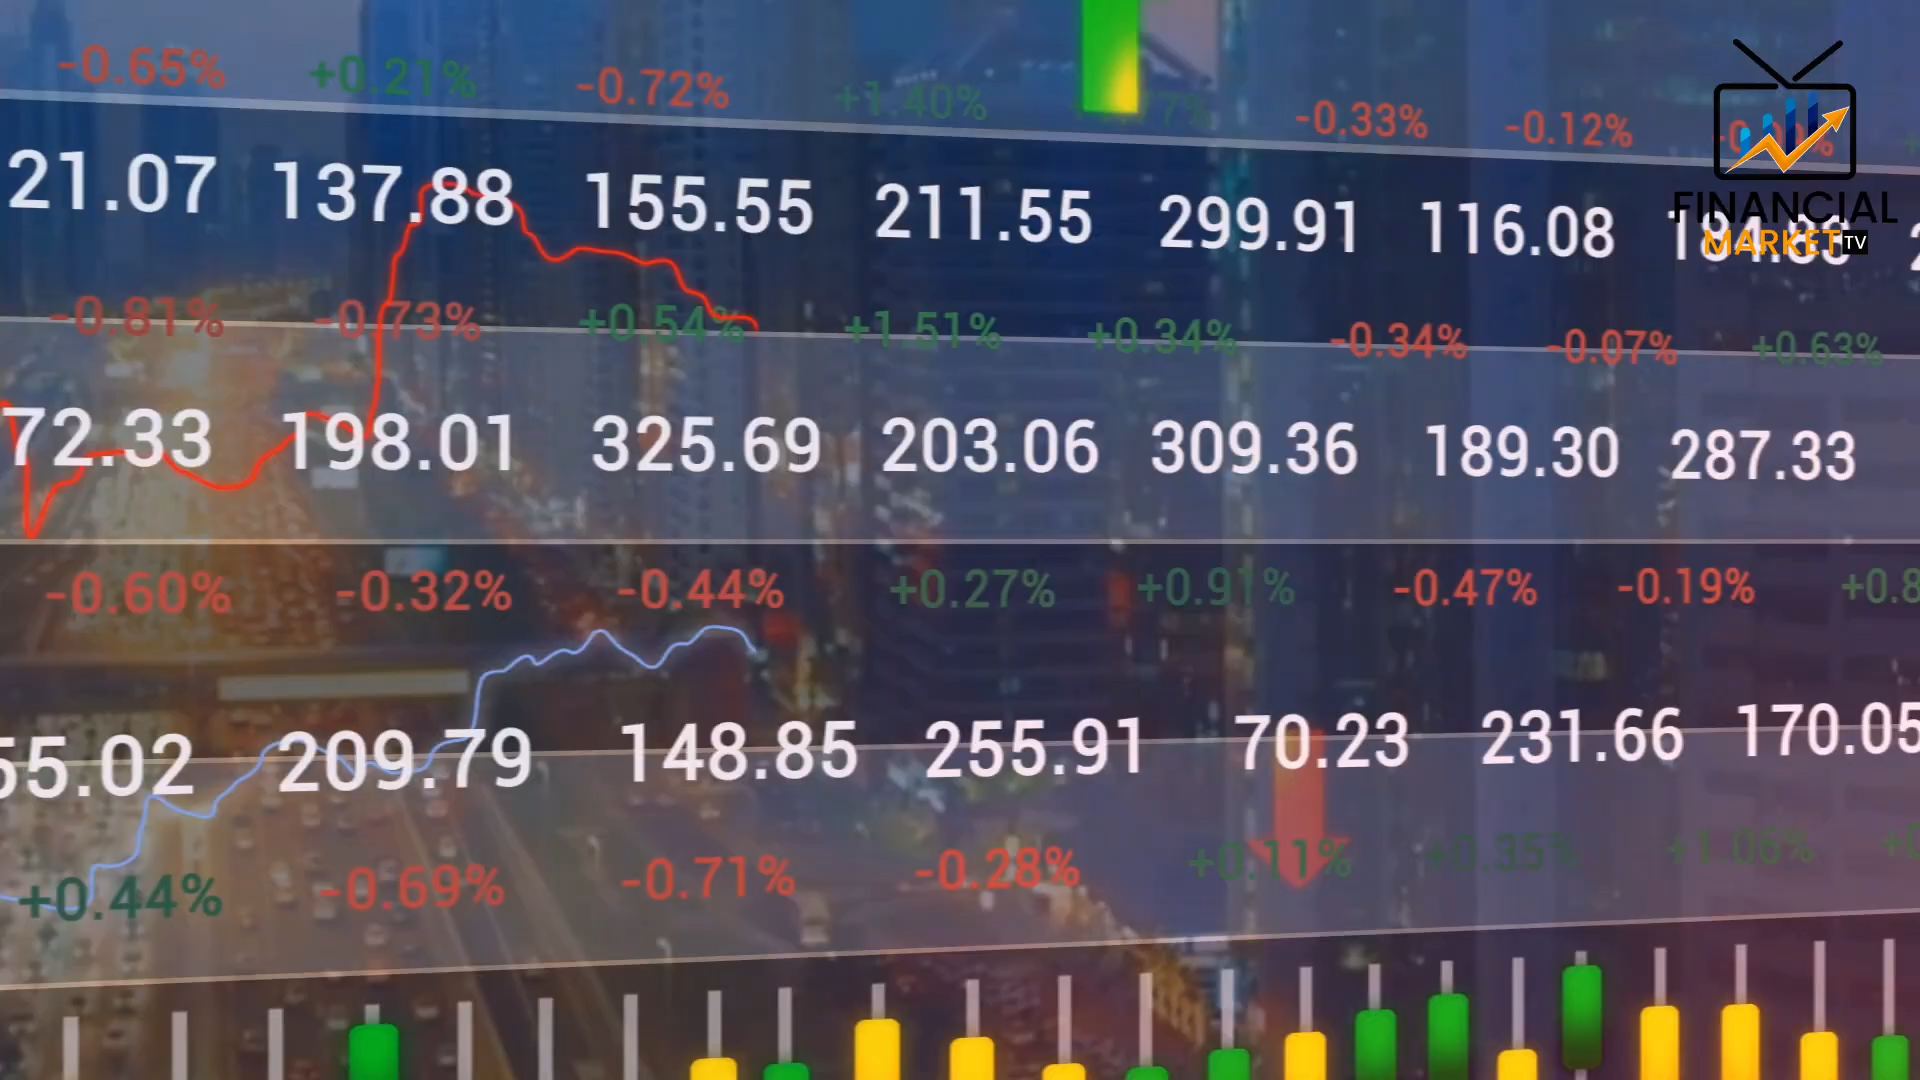 -0.65% +0.21% -0.72% +1.40% -0.33% -0.12%
21.07 137.88 155.55 211.55 299.91 116.08
FINANCIAL
MARKET TV
-0.81% -0.73% +0.54% +1.51% +0.34% -0.34% -0.07% +0.63%
72.33 198.01 325.69 203.06 309.36 189.30 287.33
-0.60% -0.32% -0.44% +0.27% +0.91% -0.47% -0.19% +0.8
55.02 209.79 148.85 255.91 70.23 231.66 170.05
+0.44% -0.69% -0.71% -0.28% +0.11% +0.35% +1.06%